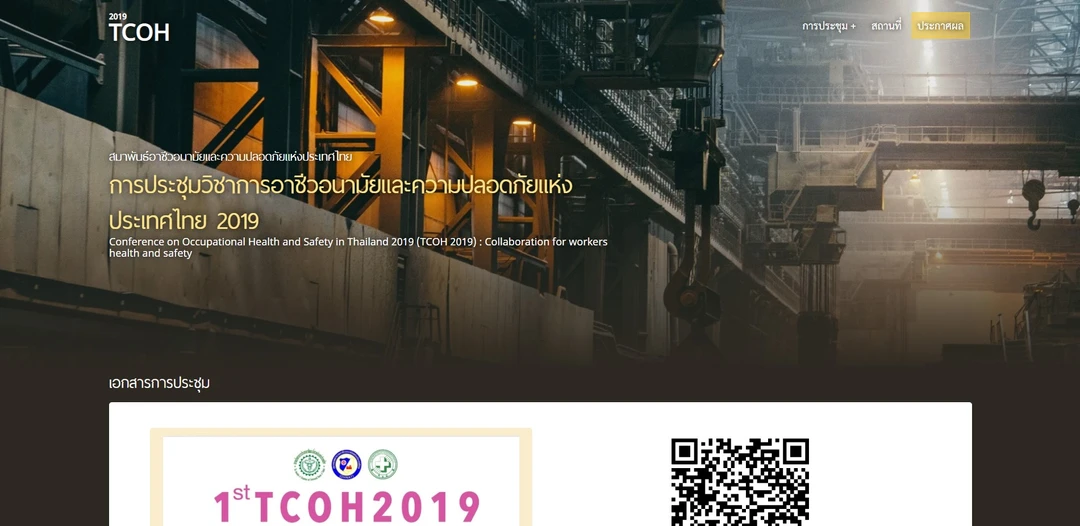 2019
TCOH
การประชุม +
สถานที่
ประกาศผล
สมาพันธ์อาชีวอนามัยและความปลอดภัยแห่งประเทศไทย
การประชุมวิชาการอาชีวอนามัยและความปลอดภัยแห่ง
ประเทศไทย 2019
Conference on Occupational Health and Safety in Thailand 2019 (TCOH 2019) : Collaboration for workers
health and safety
เอกสารการประชุม
1st TCOH2019